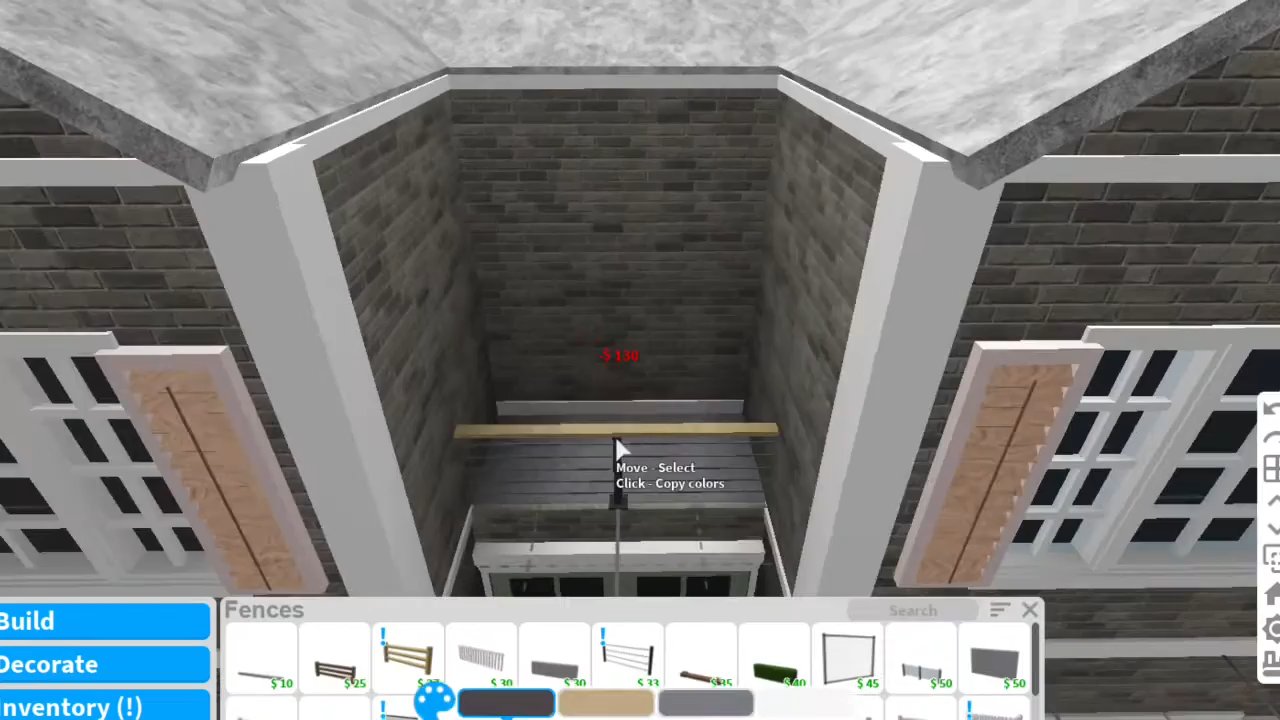 $ 130
Move - Select
Click - Copy colors
Build
Fences
Search
Decorate
$ 10
$ 25
$ 30
$ 30
$ 33
$ 35
$ 40
$ 45
$ 50
$ 50
Inventory (!)